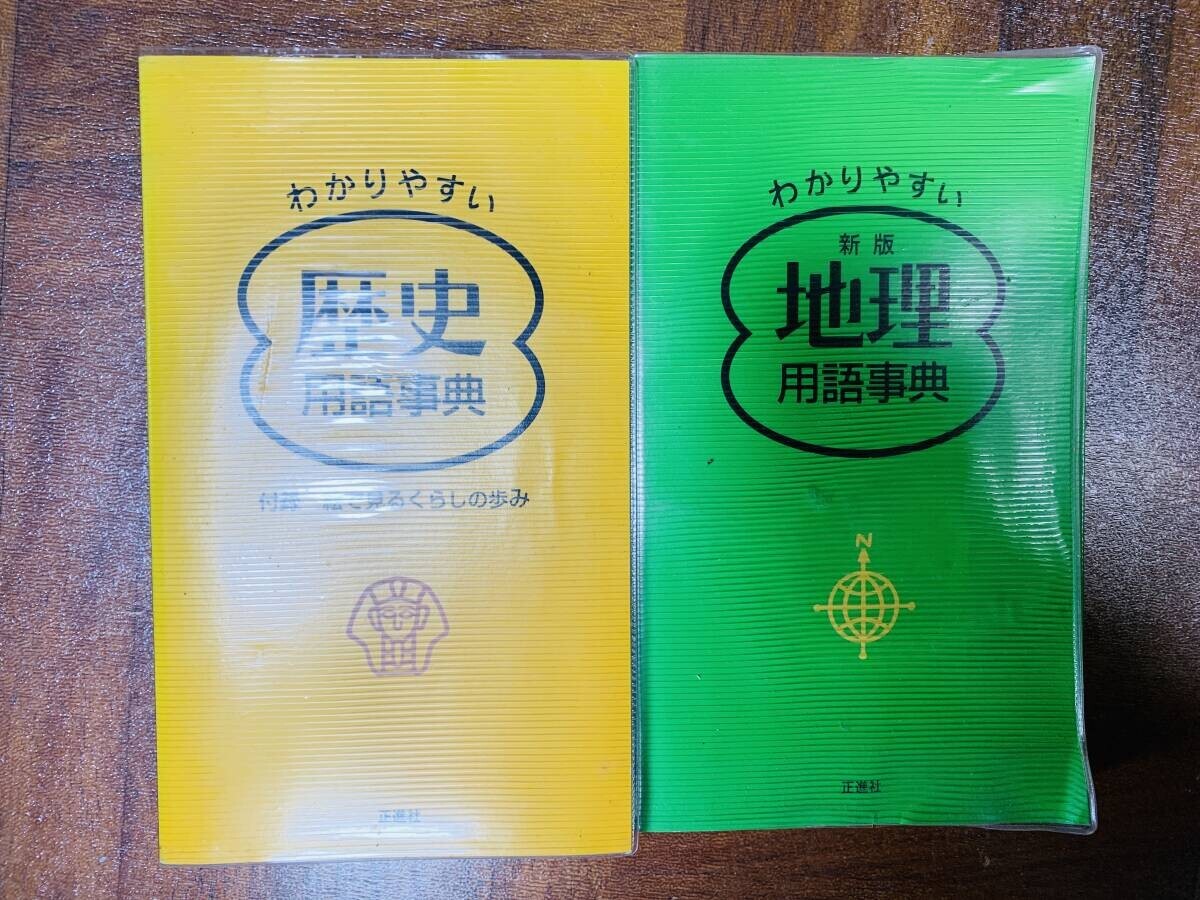 わかりやすい
歴史
用語事典
付録 絵で見るくらしの歩み
正進社
わかりやすい
新版
地理
用語事典
N
正進社